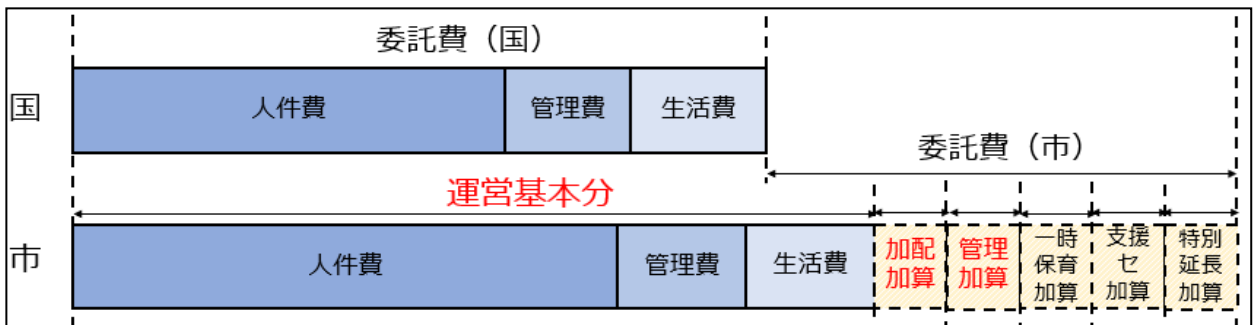 委託費（国）
国
人件費
管理費
生活費
委託費（市）
運営基本分
市
人件費
管理費
生活費
加配
加算
管理
加算
一時
保育
加算
支援
セ
加算
特別
延長
加算